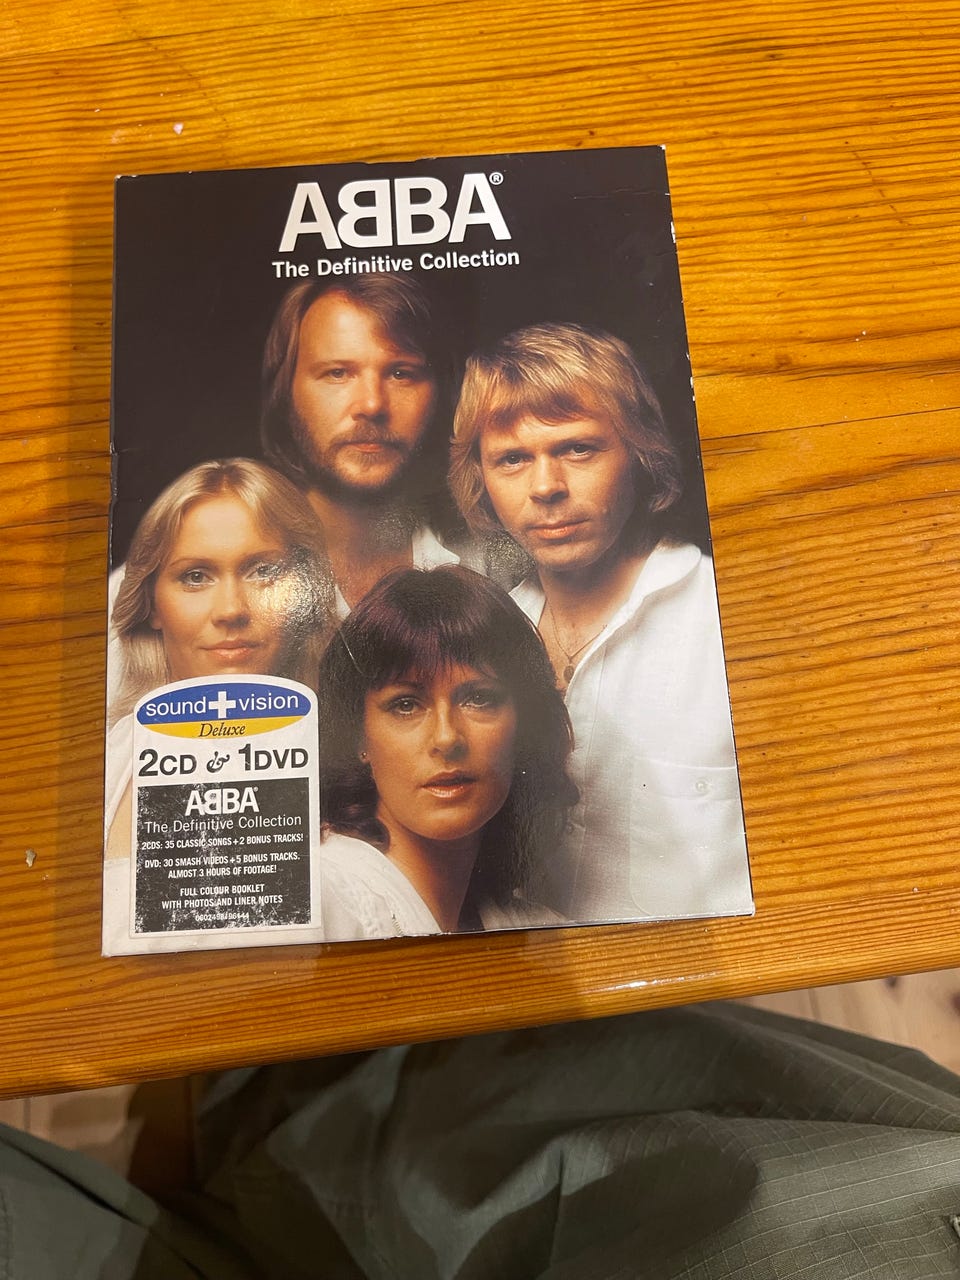 ABBA®
The Definitive Collection
sound+vision
Deluxe
2CD & 1DVD
ABBA
The Definitive Collection
2CDS: 35 CLASSIC SONGS + 2 BONUS TRACKS!
DVD: 30 SMASH VIDEOS + 5 BONUS TRACKS.
ALMOST 3 HOURS OF FOOTAGE!
FULL COLOUR BOOKLET
WITH PHOTOS AND LINER NOTES